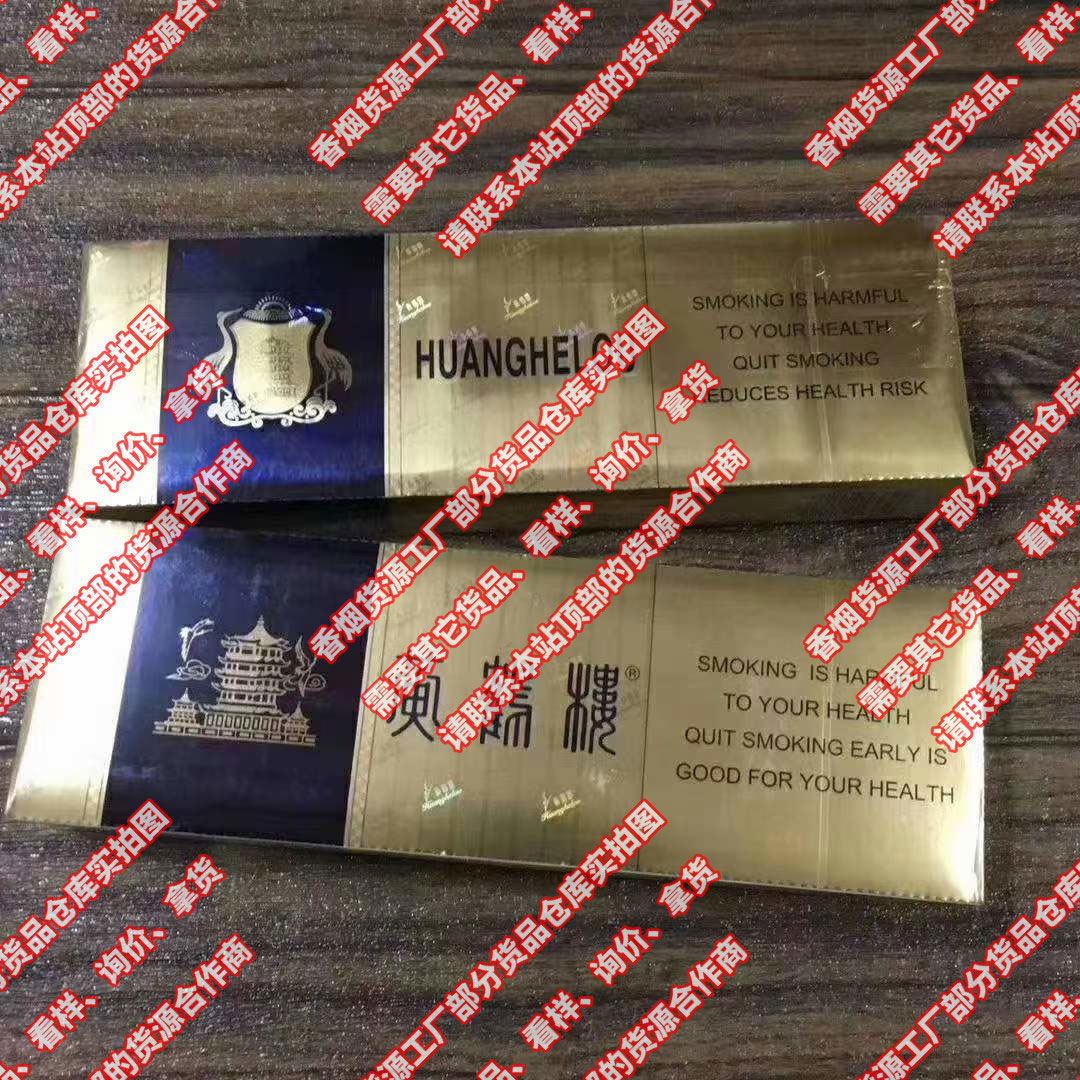 香烟货源工厂部分货品仓库实拍图
需要其它货品、看样、询价、拿货
请联系本站顶部的货源合作商
HUANGHELOU
SMOKING IS HARMFUL
TO YOUR HEALTH
QUIT SMOKING
REDUCES HEALTH RISK
黄鹤楼®
SMOKING IS HARMFUL
TO YOUR HEALTH
QUIT SMOKING EARLY IS
GOOD FOR YOUR HEALTH